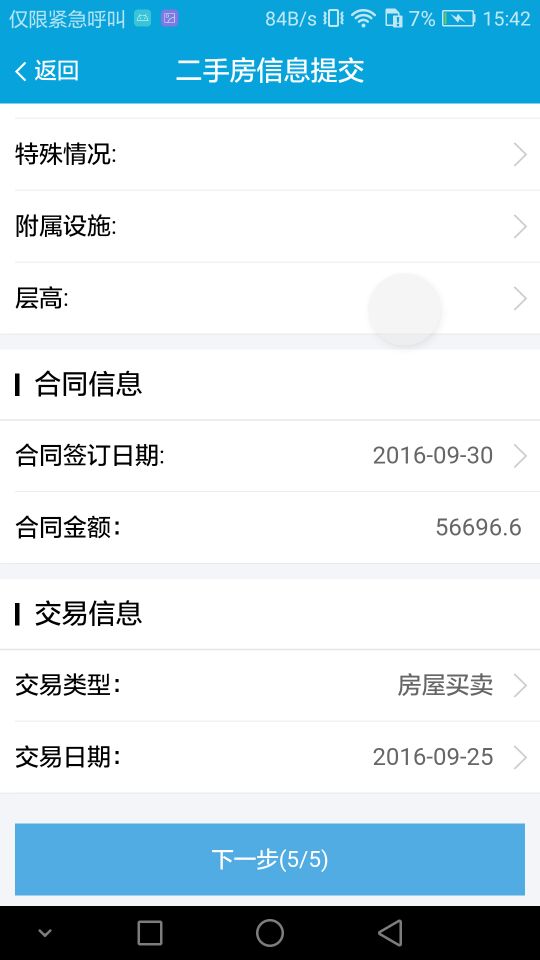 仅限紧急呼叫 84B/s 7% 15:42
返回 二手房信息提交
特殊情况:
附属设施:
层高:
合同信息
合同签订日期: 2016-09-30
合同金额： 56696.6
交易信息
交易类型： 房屋买卖
交易日期： 2016-09-25
下一步(5/5)